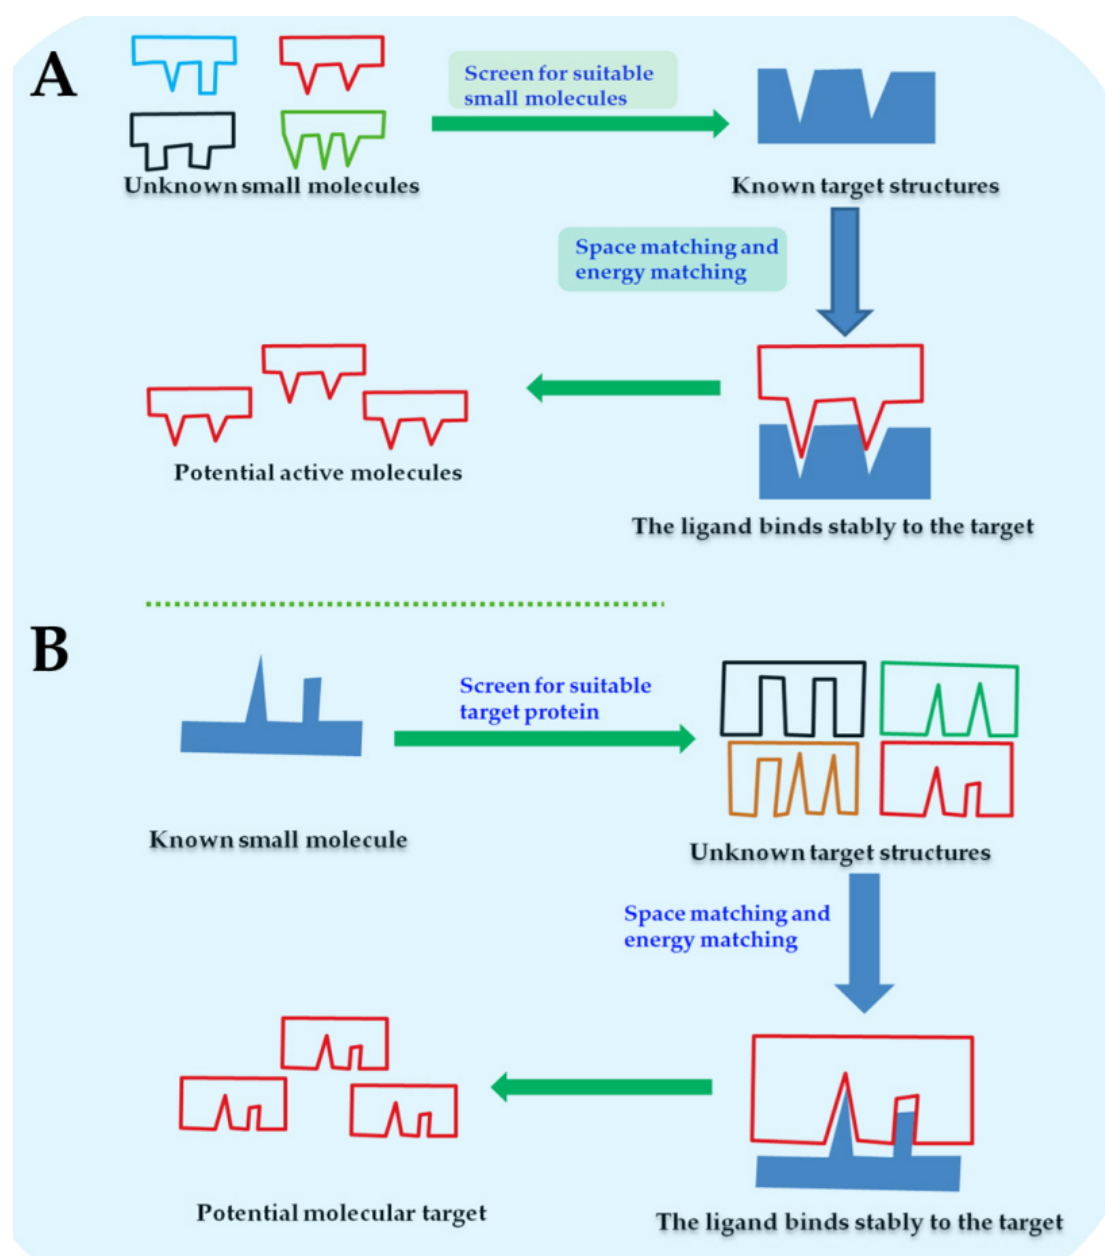 A
Screen for suitable
small molecules
Unknown small molecules
Known target structures
Space matching and
energy matching
Potential active molecules
The ligand binds stably to the target
B
Screen for suitable
target protein
Known small molecule
Unknown target structures
Space matching and
energy matching
Potential molecular target
The ligand binds stably to the target